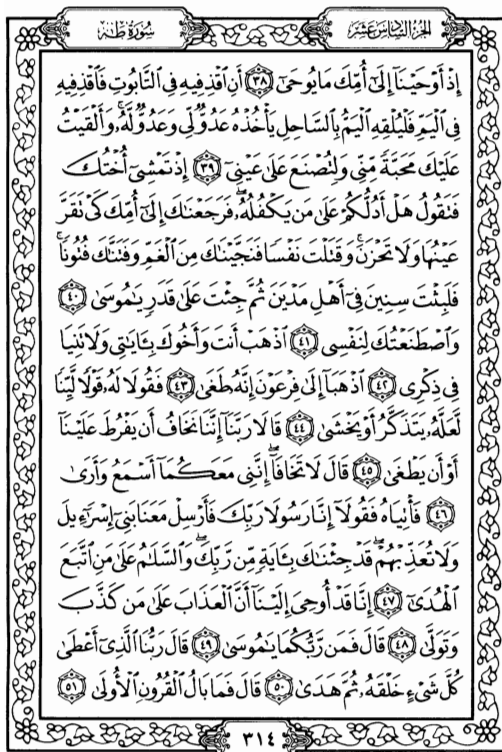 الجزء السادس عشر
سورة طه
إِذْ أَوْحَيْنَآ إِلَىٰٓ أُمِّكَ مَا يُوحَىٰٓ ٣٨ أَنِ ٱقْذِفِيهِ فِى ٱلتَّابُوتِ فَٱقْذِفِيهِ
فِى ٱلْيَمِّ فَلْيُلْقِهِ ٱلْيَمُّ بِٱلسَّاحِلِ يَأْخُذْهُ عَدُوٌّ لِّى وَعَدُوٌّ لَّهُۥ ۚ وَأَلْقَيْتُ
عَلَيْكَ مَحَبَّةً مِّنِّى وَلِتُصْنَعَ عَلَىٰ عَيْنِىٓ ٣٩ إِذْ تَمْشِىٓ أُخْتُكَ
فَتَقُولُ هَلْ أَدُلُّكُمْ عَلَىٰ مَن يَكْفُلُهُۥ ۖ فَرَجَعْنَٰكَ إِلَىٰٓ أُمِّكَ كَىْ تَقَرَّ
عَيْنُهَا وَلَا تَحْزَنَ ۚ وَقَتَلْتَ نَفْسًا فَنَجَّيْنَٰكَ مِنَ ٱلْغَمِّ وَفَتَنَّٰكَ فُتُونًا ۚ
فَلَبِثْتَ سِنِينَ فِىٓ أَهْلِ مَدْيَنَ ثُمَّ جِئْتَ عَلَىٰ قَدَرٍ يَٰمُوسَىٰ ٤٠
وَٱصْطَنَعْتُكَ لِنَفْسِى ٤١ ٱذْهَبْ أَنتَ وَأَخُوكَ بِـَٔايَٰتِى وَلَا تَنِيَا
فِى ذِكْرِى ٤٢ ٱذْهَبَآ إِلَىٰ فِرْعَوْنَ إِنَّهُۥ طَغَىٰ ٤٣ فَقُولَا لَهُۥ قَوْلًا لَّيِّنًا
لَّعَلَّهُۥ يَتَذَكَّرُ أَوْ يَخْشَىٰ ٤٤ قَالَا رَبَّنَآ إِنَّنَا نَخَافُ أَن يَفْرُطَ عَلَيْنَآ
أَوْ أَن يَطْغَىٰ ٤٥ قَالَ لَا تَخَافَآ ۖ إِنَّنِى مَعَكُمَآ أَسْمَعُ وَأَرَىٰ
٤٦ فَأْتِيَاهُ فَقُولَآ إِنَّا رَسُولَا رَبِّكَ فَأَرْسِلْ مَعَنَا بَنِىٓ إِسْرَٰٓءِيلَ
وَلَا تُعَذِّبْهُمْ ۖ قَدْ جِئْنَٰكَ بِـَٔايَةٍ مِّن رَّبِّكَ ۖ وَٱلسَّلَٰمُ عَلَىٰ مَنِ ٱتَّبَعَ
ٱلْهُدَىٰٓ ٤٧ إِنَّا قَدْ أُوحِىَ إِلَيْنَآ أَنَّ ٱلْعَذَابَ عَلَىٰ مَن كَذَّبَ
وَتَوَلَّىٰ ٤٨ قَالَ فَمَن رَّبُّكُمَا يَٰمُوسَىٰ ٤٩ قَالَ رَبُّنَا ٱلَّذِىٓ أَعْطَىٰ
كُلَّ شَىْءٍ خَلْقَهُۥ ثُمَّ هَدَىٰ ٥٠ قَالَ فَمَا بَالُ ٱلْقُرُونِ ٱلْأُولَىٰ ٥١
٣١٤